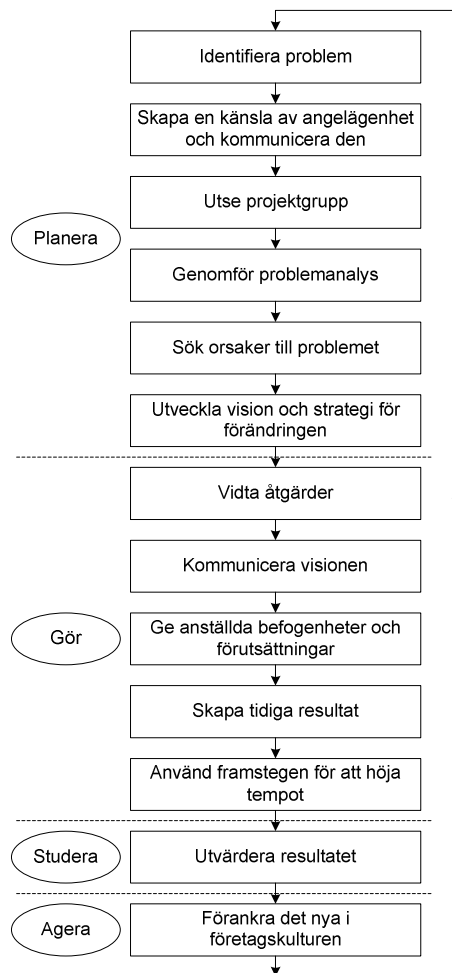 Identifiera problem
Skapa en känsla av angelägenhet
och kommunicera den
Utse projektgrupp
Planera
Genomför problemanalys
Sök orsaker till problemet
Utveckla vision och strategi för
förändringen
Vidta åtgärder
Kommunicera visionen
Gör
Ge anställda befogenheter och
förutsättningar
Skapa tidiga resultat
Använd framstegen för att höja
tempot
Studera
Utvärdera resultatet
Agera
Förankra det nya i
företagskulturen